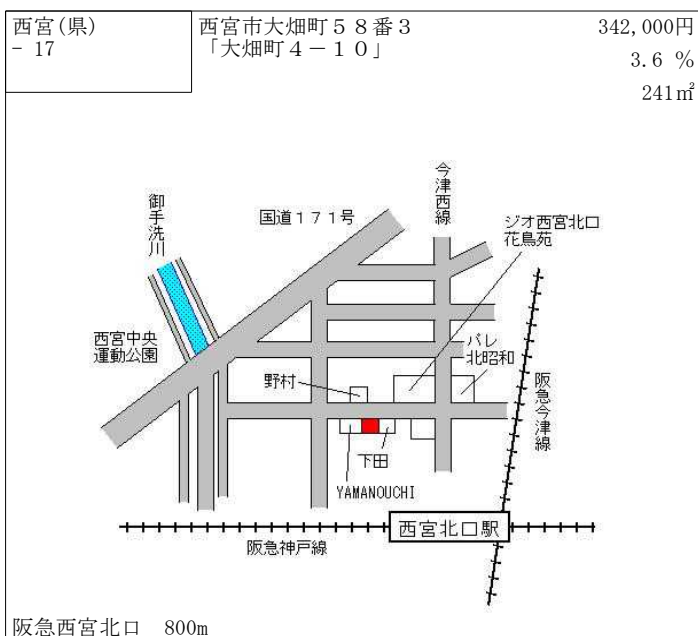 西宮(県)
- 17
西宮市大畑町58番3
「大畑町4－10」
342,000円
3.6 %
241㎡
今津西線
御手洗川
国道171号
ジオ西宮北口
花鳥苑
西宮中央
運動公園
パレ
北昭和
野村
阪急今津線
下田
YAMANOUCHI
西宮北口駅
阪急神戸線
阪急西宮北口 800m